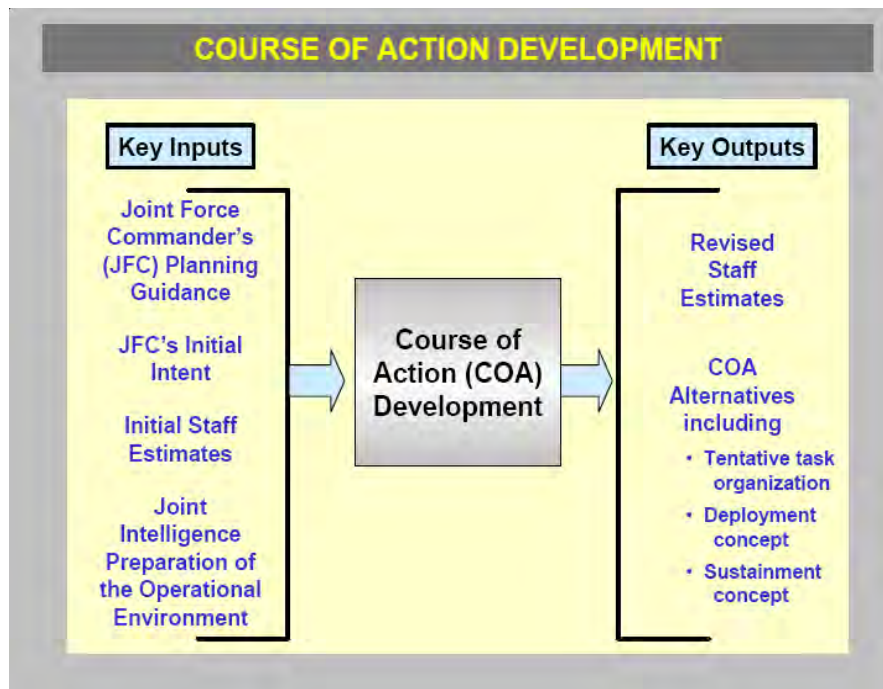 COURSE OF ACTION DEVELOPMENT
Key Inputs
Joint Force
Commander's
(JFC) Planning
Guidance
JFC's Initial
Intent
Initial Staff
Estimates
Joint
Intelligence
Preparation of
the Operational
Environment
Course of
Action (COA)
Development
Key Outputs
Revised
Staff
Estimates
COA
Alternatives
including
• Tentative task
organization
• Deployment
concept
• Sustainment
concept